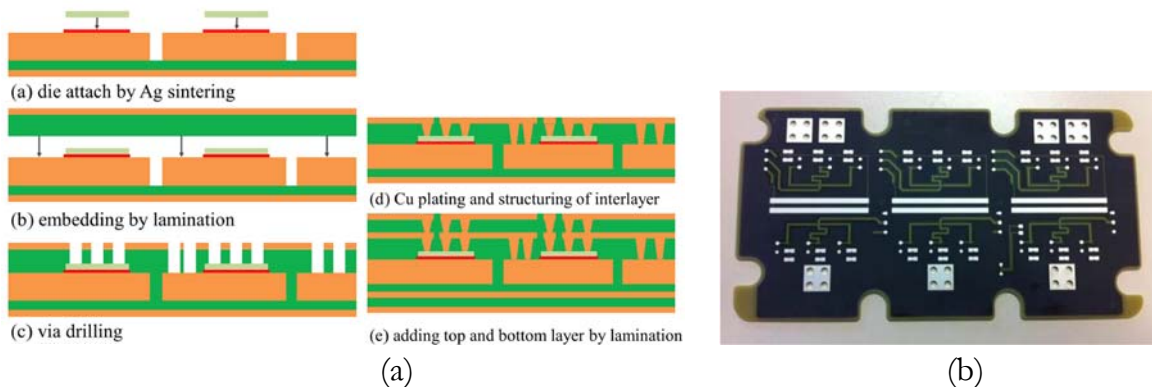 (a) die attach by Ag sintering
(b) embedding by lamination
(c) via drilling
(d) Cu plating and structuring of interlayer
(e) adding top and bottom layer by lamination
(a)
(b)